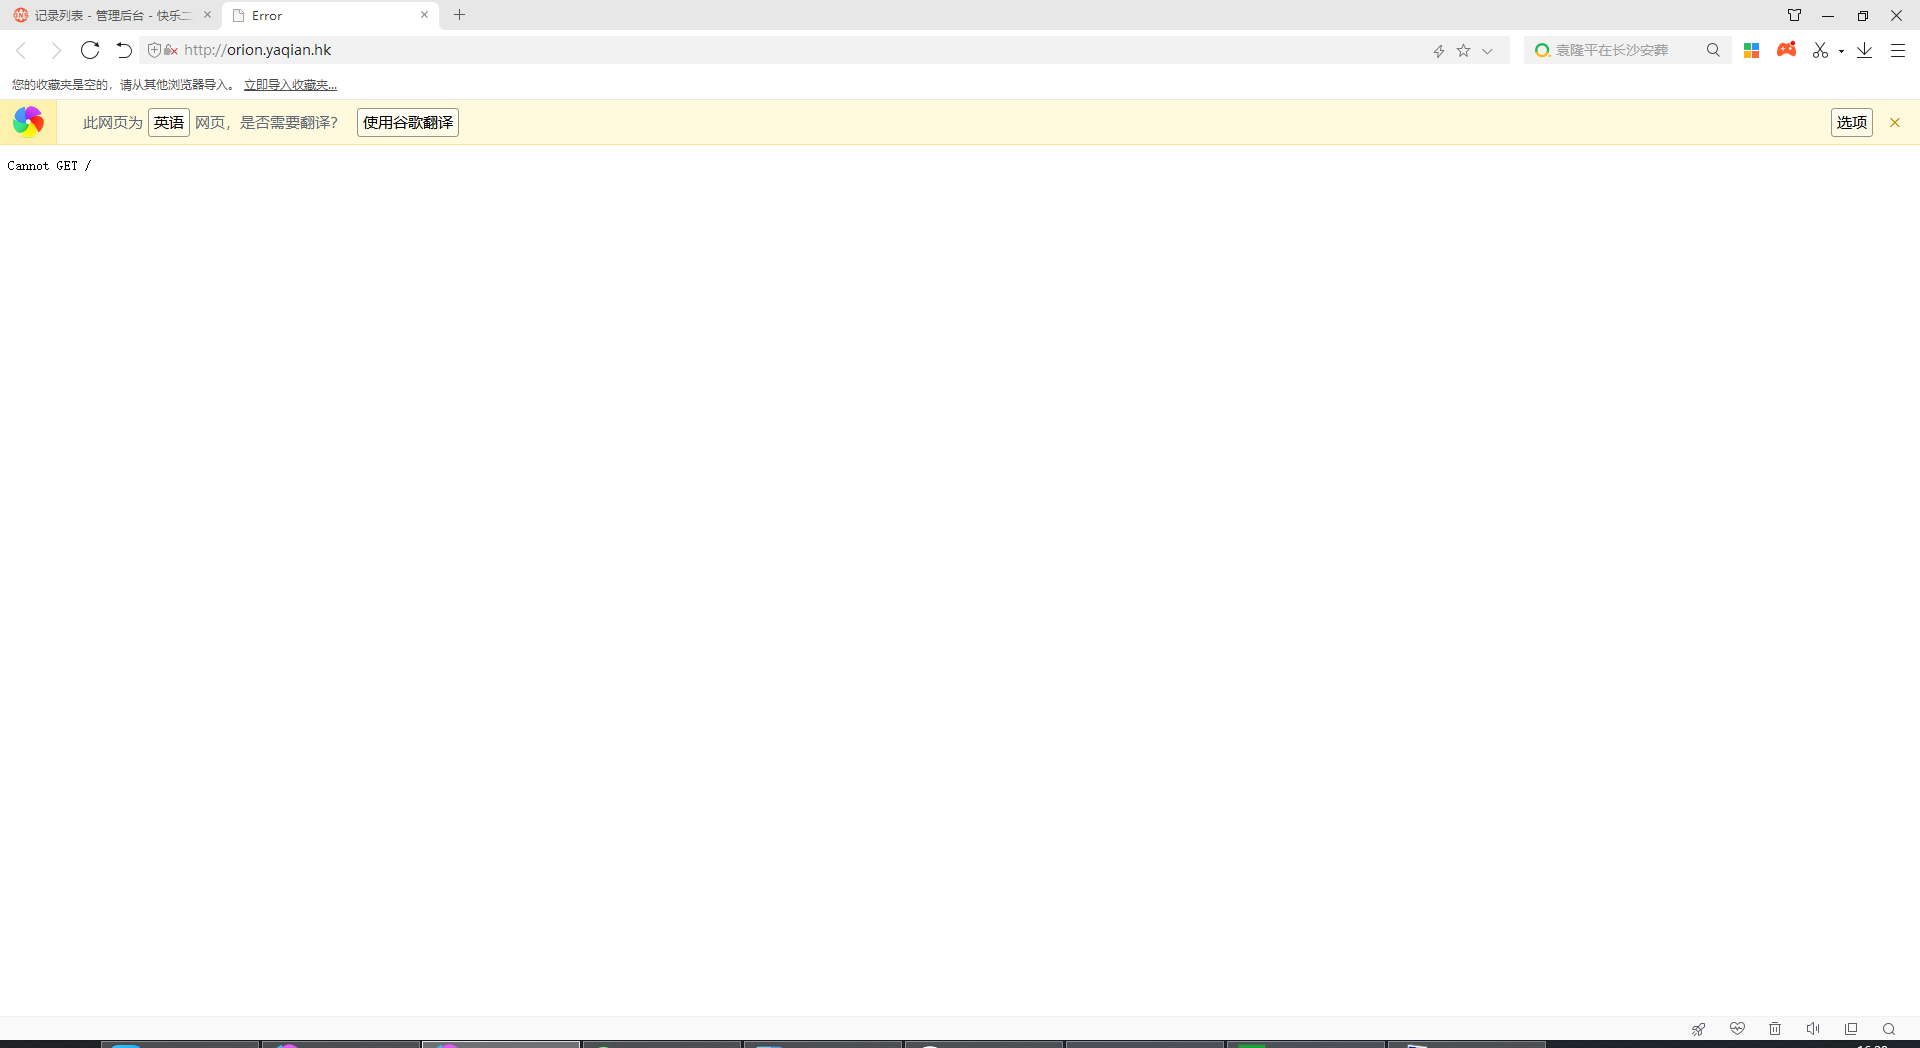 记录列表 - 管理后台 - 快乐二
Error
http://orion.yaqian.hk
袁隆平在长沙安葬
您的收藏夹是空的，请从其他浏览器导入。 立即导入收藏夹...
此网页为 英语 网页，是否需要翻译？ 使用谷歌翻译 选项
Cannot GET /